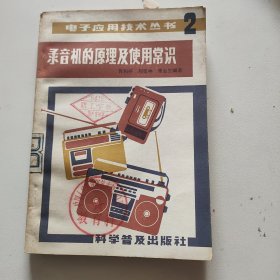 电子应用技术丛书
2
录音机的原理及使用常识
科学普及出版社